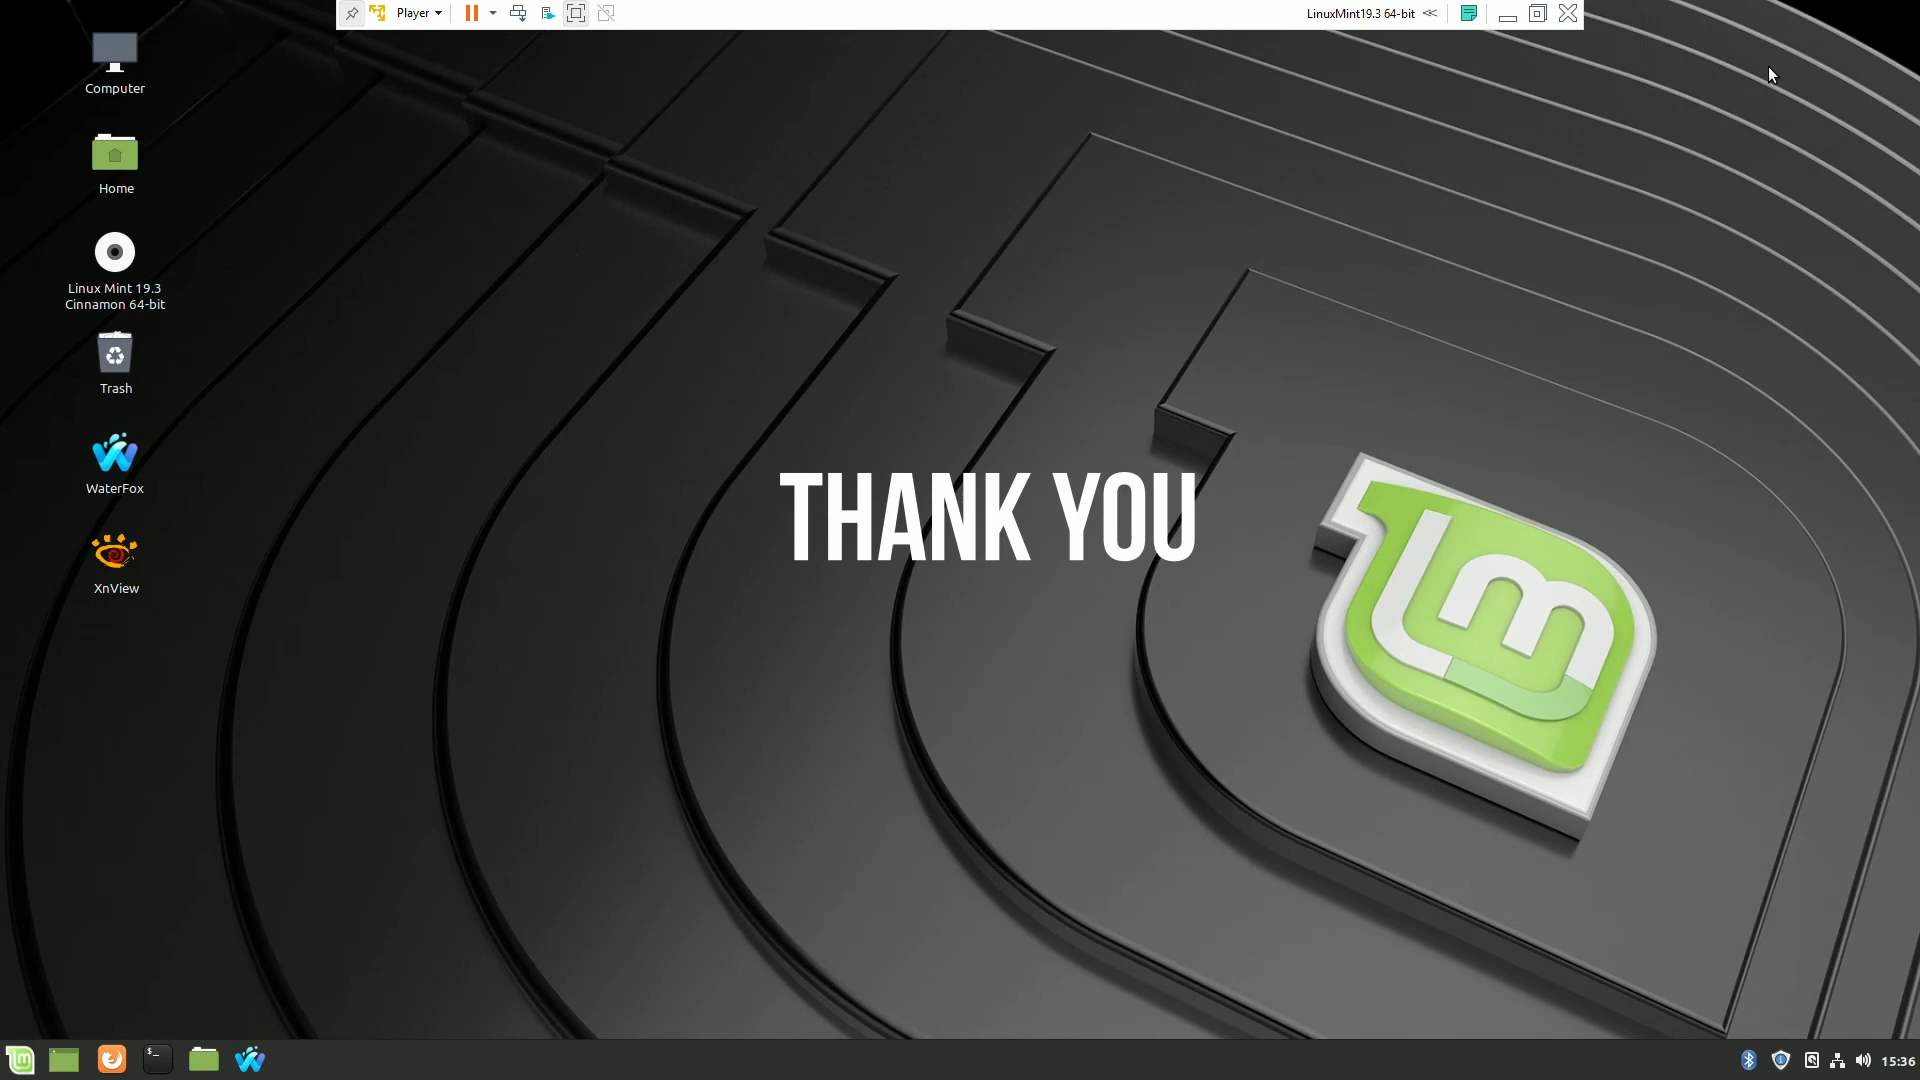 Player
LinuxMint19.3 64-bit
Computer
Home
Linux Mint 19.3
Cinnamon 64-bit
Trash
WaterFox
XnView
THANK YOU
15:36